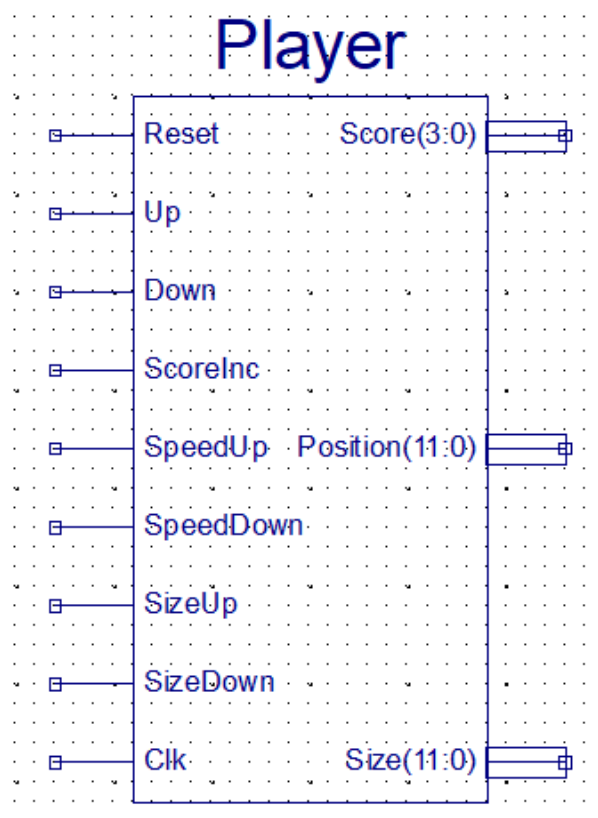 Player
Reset Score(3:0)
Up
Down
ScoreInc
SpeedUp Position(11:0)
SpeedDown
SizeUp
SizeDown
Clk Size(11:0)